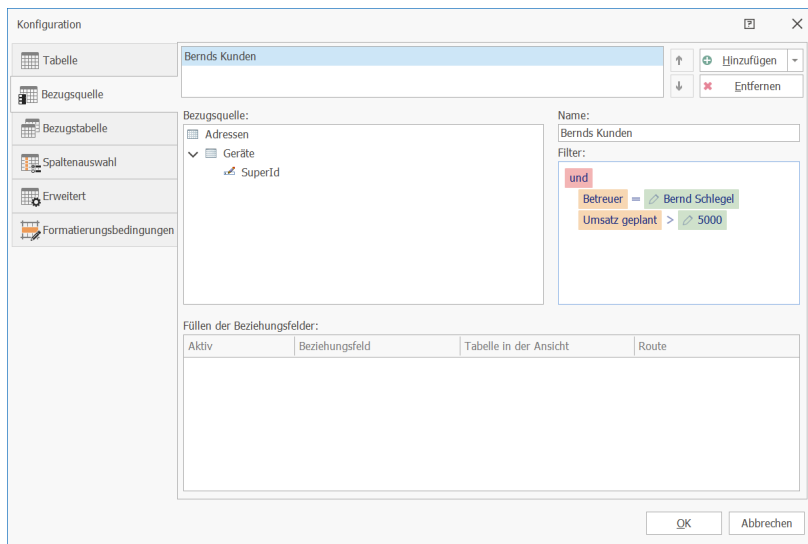 Konfiguration
Tabelle
Bezugsquelle
Bezugstabelle
Spaltenauswahl
Erweitert
Formatierungsbedingungen
Bernds Kunden
Hinzufügen
Entfernen
Bezugsquelle:
Adressen
Geräte
SuperId
Name:
Bernds Kunden
Filter:
und
Betreuer = Bernd Schlegel
Umsatz geplant > 5000
Füllen der Beziehungsfelder:
Aktiv Beziehungsfeld Tabelle in der Ansicht Route
OK Abbrechen